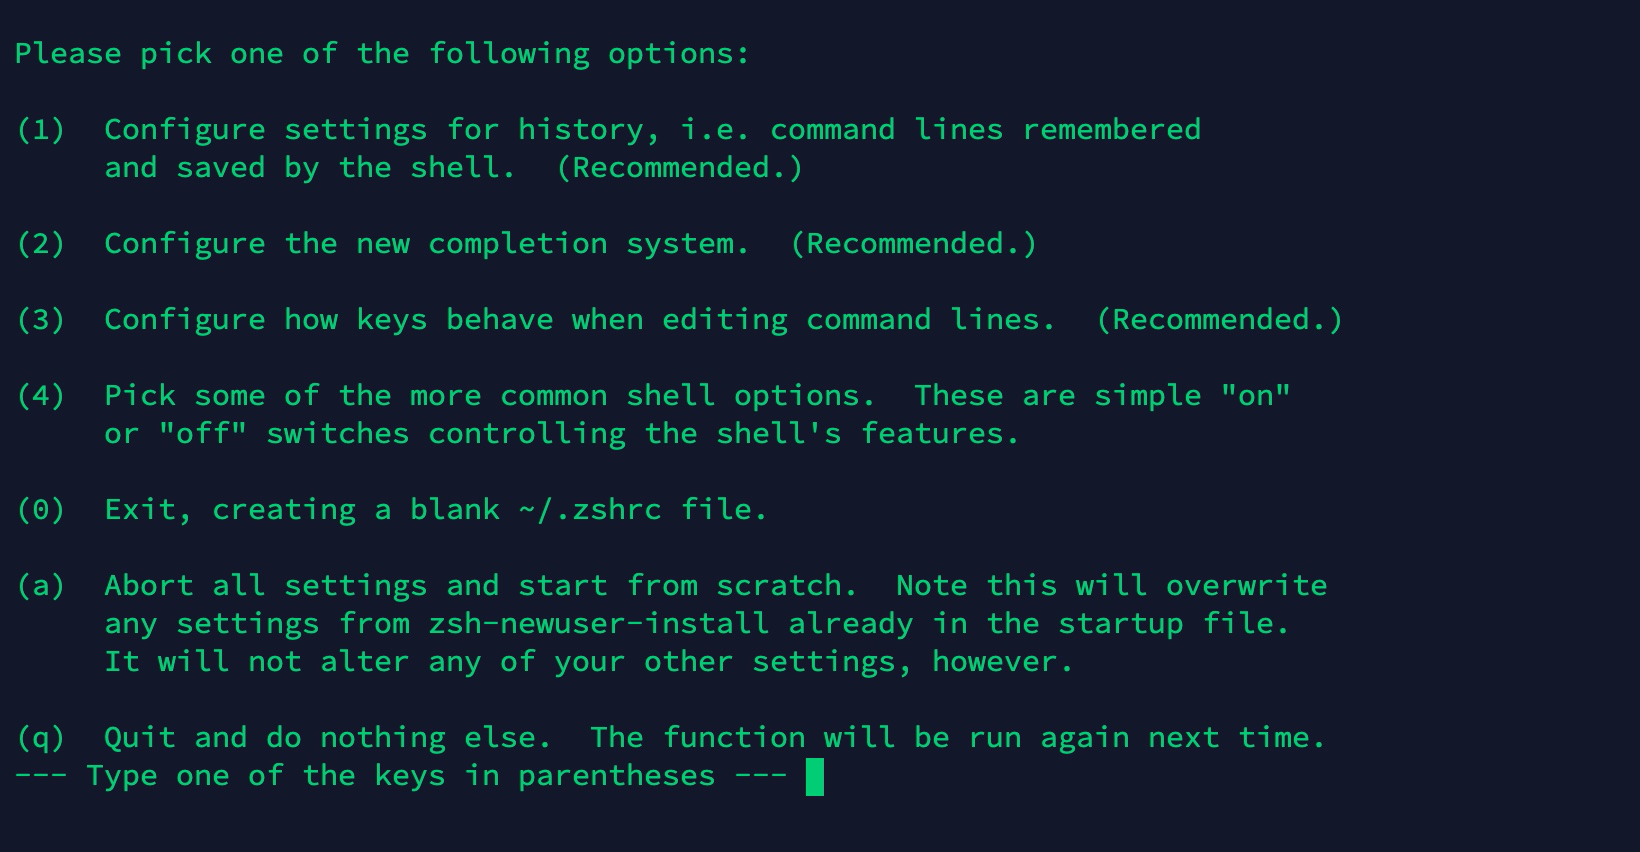 Please pick one of the following options:
(1)  Configure settings for history, i.e. command lines remembered
     and saved by the shell.  (Recommended.)
(2)  Configure the new completion system.  (Recommended.)
(3)  Configure how keys behave when editing command lines.  (Recommended.)
(4)  Pick some of the more common shell options.  These are simple "on"
     or "off" switches controlling the shell's features.
(0)  Exit, creating a blank ~/.zshrc file.
(a)  Abort all settings and start from scratch.  Note this will overwrite
     any settings from zsh-newuser-install already in the startup file.
     It will not alter any of your other settings, however.
(q)  Quit and do nothing else.  The function will be run again next time.
--- Type one of the keys in parentheses ---